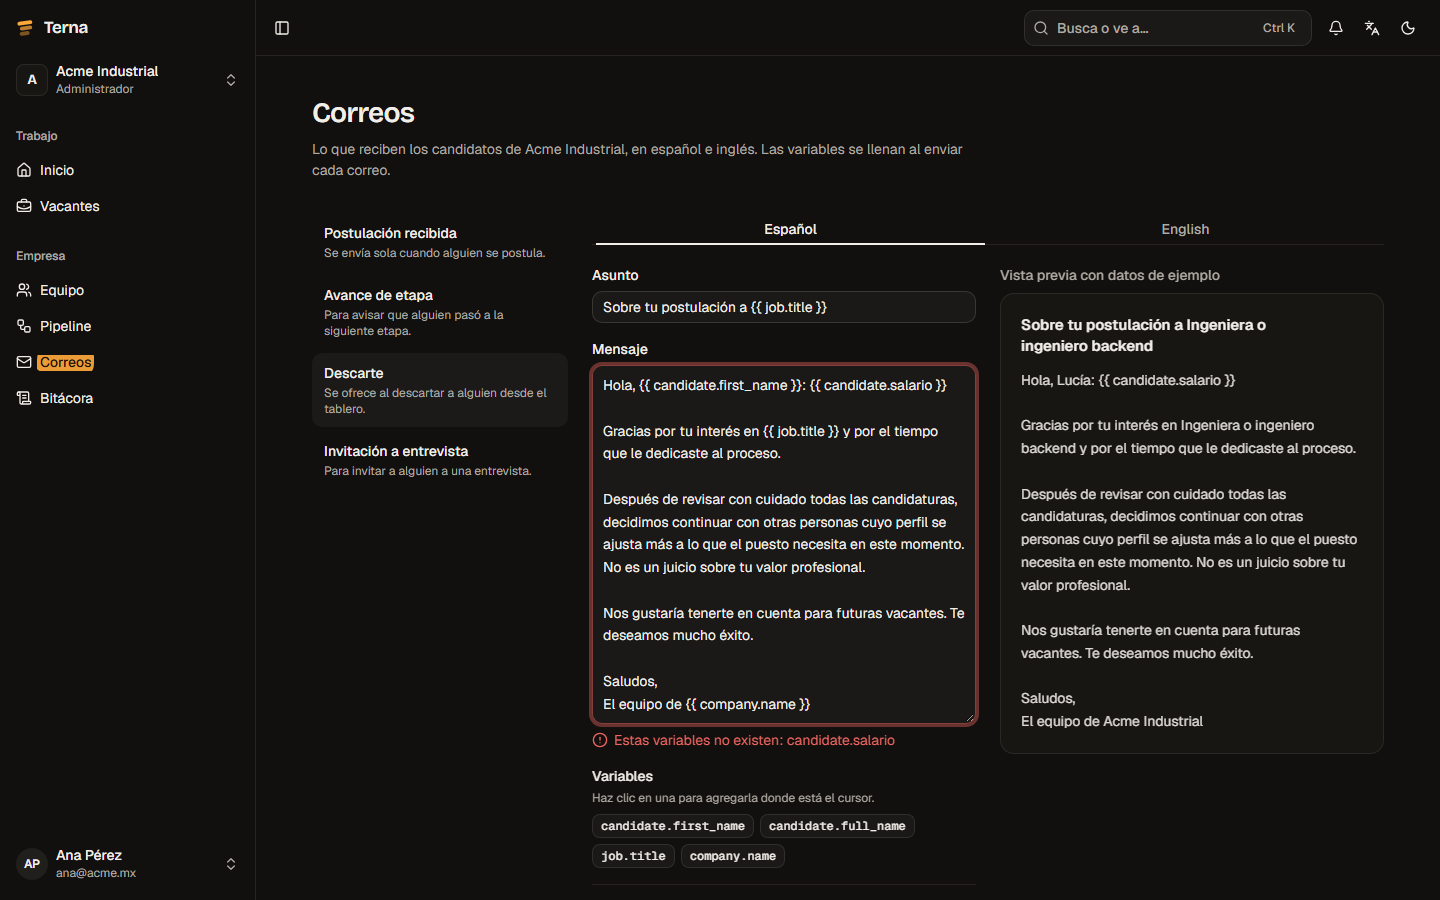 Terna
A
Acme Industrial
Administrador
Trabajo
Inicio
Vacantes
Empresa
Equipo
Pipeline
Correos
Bitácora
AP
Ana Pérez
ana@acme.mx
Busca o ve a...
Ctrl K
Correos
Lo que reciben los candidatos de Acme Industrial, en español e inglés. Las variables se llenan al enviar
cada correo.
Postulación recibida
Se envía sola cuando alguien se postula.
Avance de etapa
Para avisar que alguien pasó a la
siguiente etapa.
Descarte
Se ofrece al descartar a alguien desde el
tablero.
Invitación a entrevista
Para invitar a alguien a una entrevista.
Español
English
Asunto
Sobre tu postulación a {{ job.title }}
Mensaje
Hola, {{ candidate.first_name }}: {{ candidate.salario }}
Gracias por tu interés en {{ job.title }} y por el tiempo
que le dedicaste al proceso.
Después de revisar con cuidado todas las candidaturas,
decidimos continuar con otras personas cuyo perfil se
ajusta más a lo que el puesto necesita en este momento.
No es un juicio sobre tu valor profesional.
Nos gustaría tenerte en cuenta para futuras vacantes. Te
deseamos mucho éxito.
Saludos,
El equipo de {{ company.name }}
Estas variables no existen: candidate.salario
Variables
Haz clic en una para agregarla donde está el cursor.
candidate.first_name
candidate.full_name
job.title
company.name
Vista previa con datos de ejemplo
Sobre tu postulación a Ingeniera o
ingeniero backend
Hola, Lucía: {{ candidate.salario }}
Gracias por tu interés en Ingeniera o ingeniero
backend y por el tiempo que le dedicaste al proceso.
Después de revisar con cuidado todas las
candidaturas, decidimos continuar con otras
personas cuyo perfil se ajusta más a lo que el puesto
necesita en este momento. No es un juicio sobre tu
valor profesional.
Nos gustaría tenerte en cuenta para futuras
vacantes. Te deseamos mucho éxito.
Saludos,
El equipo de Acme Industrial